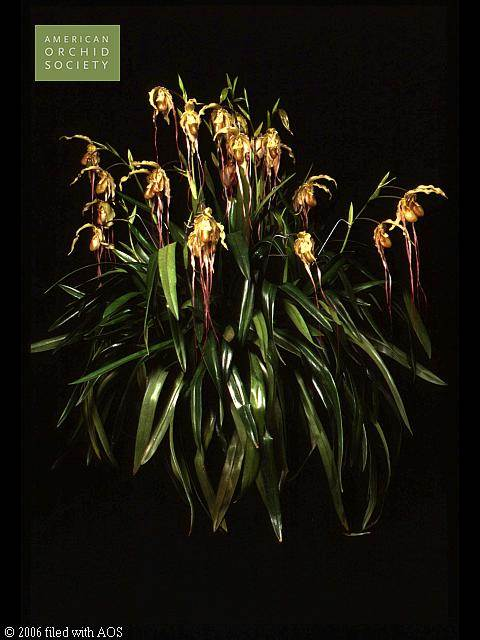 AMERICAN
ORCHID
SOCIETY
© 2006 filed with AOS